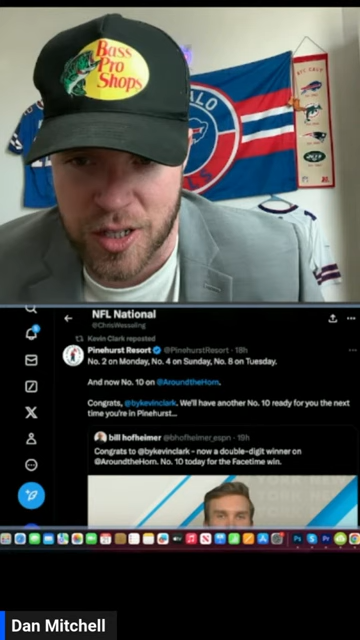 Bass
Pro
Shops
AFC EAST
NFL National
@ChrisWesseling
Kevin Clark reposted
Pinehurst Resort @PinehurstResort · 18h
No. 2 on Monday, No. 4 on Sunday, No. 8 on Tuesday.
And now No. 10 on @AroundtheHorn.
Congrats, @bykevinclark. We'll have another No. 10 ready for you the next
time you're in Pinehurst...
bill hofheimer @bhofheimer_espn · 19h
Congrats to @bykevinclark - now a double-digit winner on
@AroundtheHorn. No. 10 today for the Facetime win.
Dan Mitchell